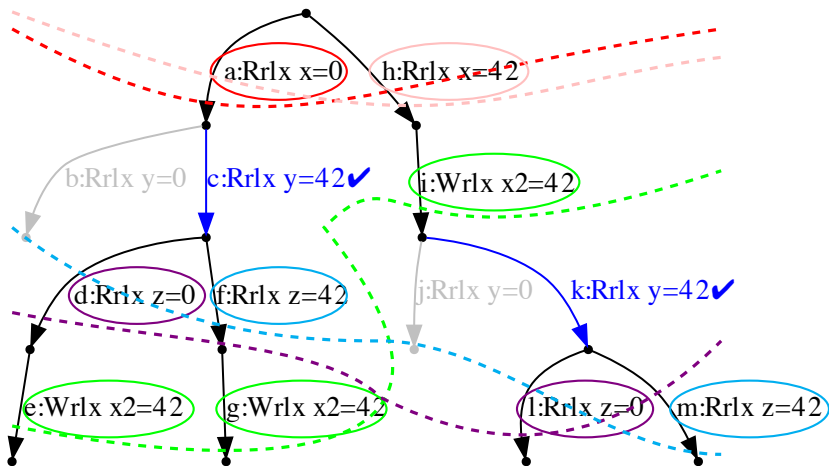 a:Rrlx x=0 h:Rrlx x=42
b:Rrlx y=0 c:Rrlx y=42✔ i:Wrlx x2=42
d:Rrlx z=0 f:Rrlx z=42 j:Rrlx y=0 k:Rrlx y=42✔
e:Wrlx x2=42 g:Wrlx x2=42 l:Rrlx z=0 m:Rrlx z=42